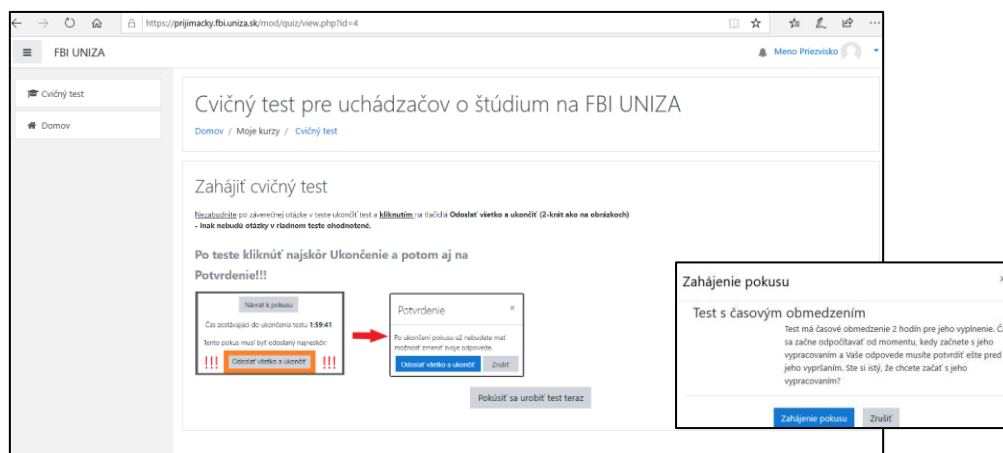 https://prijimacky.fbi.uniza.sk/mod/quiz/view.php?id=4
FBI UNIZA
Meno Priezvisko
Cvičný test
Domov
Cvičný test pre uchádzačov o štúdium na FBI UNIZA
Domov / Moje kurzy / Cvičný test
Zahájiť cvičný test
Nezabudnite po záverečnej otázke v teste ukončiť test a kliknutím na tlačidlá Odoslať všetko a ukončiť (2-krát ako na obrázkoch)
- Inak nebudú otázky v riadnom teste ohodnotené.
Po teste kliknúť najskôr Ukončenie a potom aj na
Potvrdenie!!!
Návrat k pokusu
Čas zostávajúci do ukončenia testu 1:59:41
Tento pokus musí byť odoslaný najneskôr:
!!! Odoslať všetko a ukončiť !!!
Potvrdenie ×
Po ukončení pokusu už nebudete mať
možnosť zmeniť svoje odpovede.
Odoslať všetko a ukončiť Zrušiť
Pokúsiť sa urobiť test teraz
Zahájenie pokusu
Test s časovým obmedzením
Test má časové obmedzenie 2 hodín pre jeho vyplnenie. Č
sa začne odpočítavať od momentu, kedy začnete s jeho
vypracovaním a Vaše odpovede musíte potvrdiť ešte pred
jeho vypršaním. Ste si istý, že chcete začať s jeho
vypracovaním?
Zahájenie pokusu Zrušiť